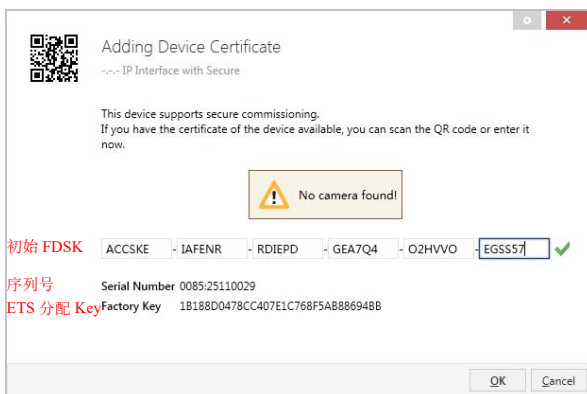 Adding Device Certificate
-.-.- IP Interface with Secure
This device supports secure commissioning.
If you have the certificate of the device available, you can scan the QR code or enter it
now.
No camera found!
初始 FDSK ACCSKE - IAFENR - RDIEPD - GEA7Q4 - O2HVVO - EGSS57
序列号 Serial Number 0085:25110029
ETS 分配 Key Factory Key 1B188D0478CC407E1C768F5AB88694BB
OK Cancel